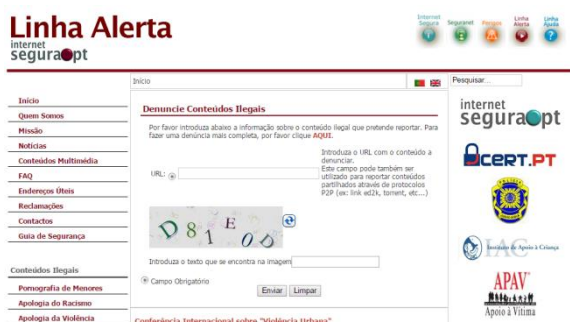 Linha Alerta
internet
segura.pt
Internet Segura
Seguranet
Linha Alerta
Linha Ajuda
Início
Pesquisar...
Início
Quem Somos
Missão
Notícias
Conteúdos Multimédia
FAQ
Endereços Úteis
Reclamações
Contactos
Guia de Segurança
Conteúdos Ilegais
Pornografia de Menores
Apologia do Racismo
Apologia da Violência
Denuncie Conteúdos Ilegais
Por favor introduza abaixo a informação sobre o conteúdo ilegal que pretende reportar. Para
fazer uma denúncia mais completa, por favor clique AQUI.
URL:
Introduza o URL com o conteúdo a
denunciar.
Este campo pode também ser
utilizado para reportar conteúdos
partilhados através de protocolos
P2P (ex: link ed2k, torrent, etc...)
D 8 1 E O D
Introduza o texto que se encontra na imagem
Campo Obrigatório
Enviar Limpar
Conferência Internacional sobre "Violência Urbana"
internet
segura.pt
CERT.PT
POLÍCIA
IAC
Instituto de Apoio à Criança
APAV
Apoio à Vítima